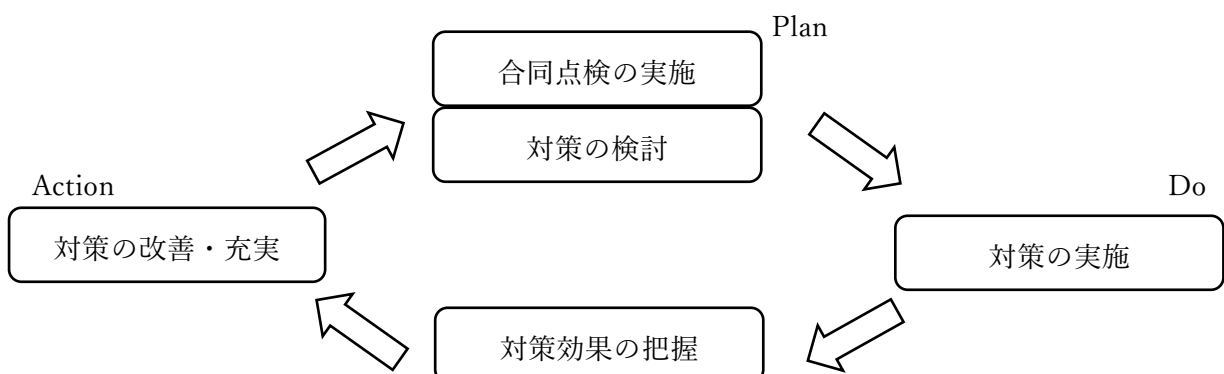 Plan
合同点検の実施
対策の検討
Action
Do
対策の改善・充実
対策の実施
対策効果の把握